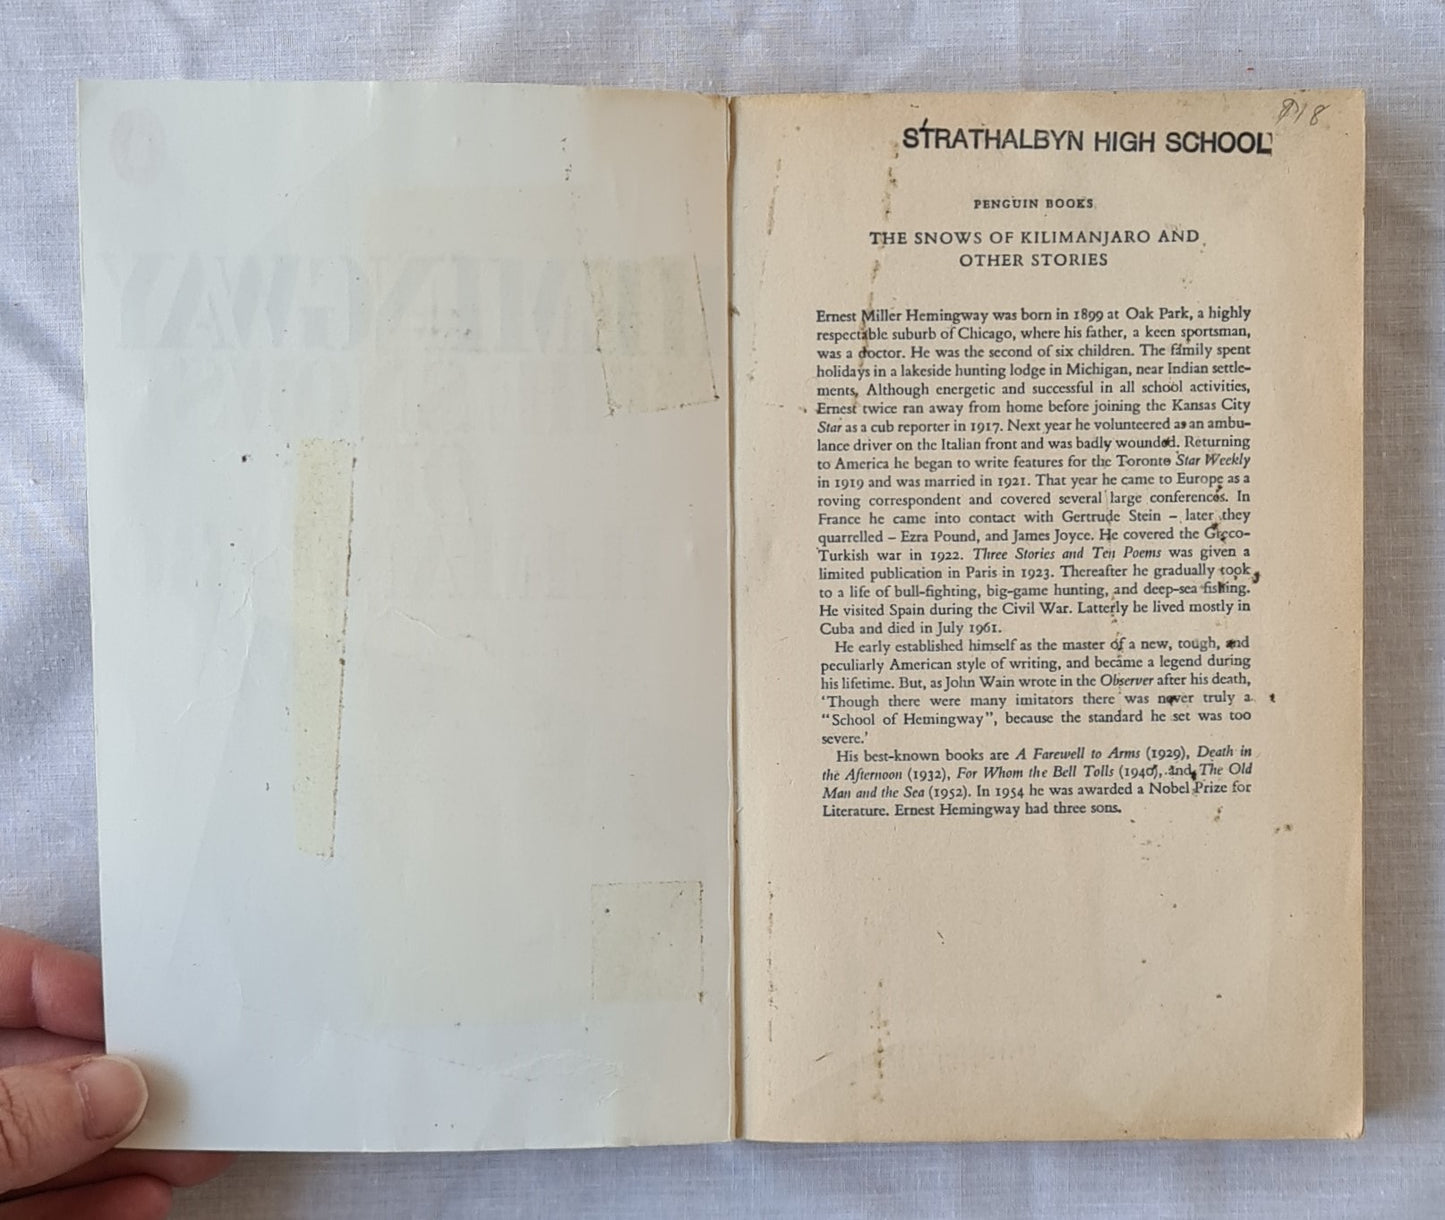 $18
STRATHALBYN HIGH SCHOOL
PENGUIN BOOKS
THE SNOWS OF KILIMANJARO AND
OTHER STORIES
Ernest Miller Hemingway was born in 1899 at Oak Park, a highly
respectable suburb of Chicago, where his father, a keen sportsman,
was a doctor. He was the second of six children. The family spent
holidays in a lakeside hunting lodge in Michigan, near Indian settle-
ments. Although energetic and successful in all school activities,
Ernest twice ran away from home before joining the Kansas City
Star as a cub reporter in 1917. Next year he volunteered as an ambu-
lance driver on the Italian front and was badly wounded. Returning
to America he began to write features for the Toronto Star Weekly
in 1919 and was married in 1921. That year he came to Europe as a
roving correspondent and covered several large conferences. In
France he came into contact with Gertrude Stein – later they
quarrelled – Ezra Pound, and James Joyce. He covered the Greco-
Turkish war in 1922. Three Stories and Ten Poems was given a
limited publication in Paris in 1923. Thereafter he gradually took
to a life of bull-fighting, big-game hunting, and deep-sea fishing.
He visited Spain during the Civil War. Latterly he lived mostly in
Cuba and died in July 1961.
He early established himself as the master of a new, tough, and
peculiarly American style of writing, and became a legend during
his lifetime. But, as John Wain wrote in the Observer after his death,
'Though there were many imitators there was never truly a
"School of Hemingway", because the standard he set was too
severe.'
His best-known books are A Farewell to Arms (1929), Death in
the Afternoon (1932), For Whom the Bell Tolls (1940), and The Old
Man and the Sea (1952). In 1954 he was awarded a Nobel Prize for
Literature. Ernest Hemingway had three sons.